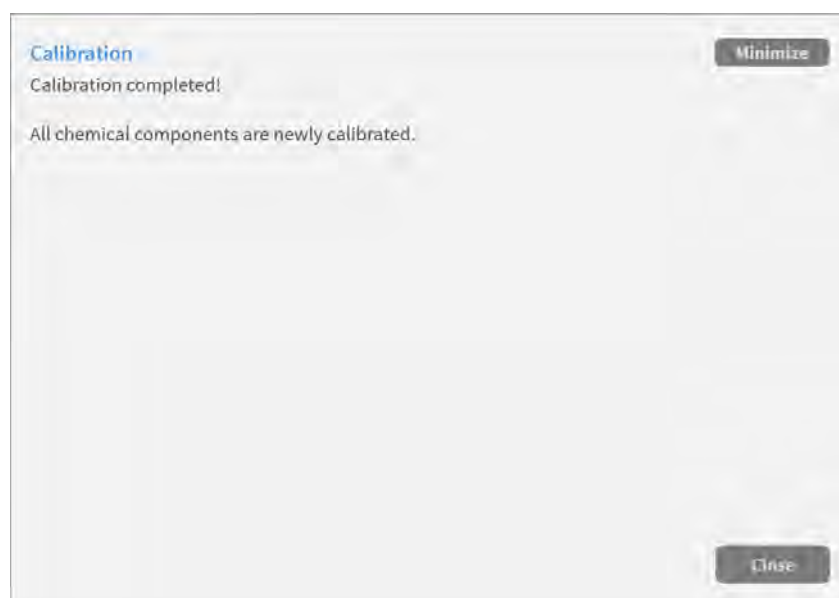 Calibration
Minimize
Calibration completed!
All chemical components are newly calibrated.
Close